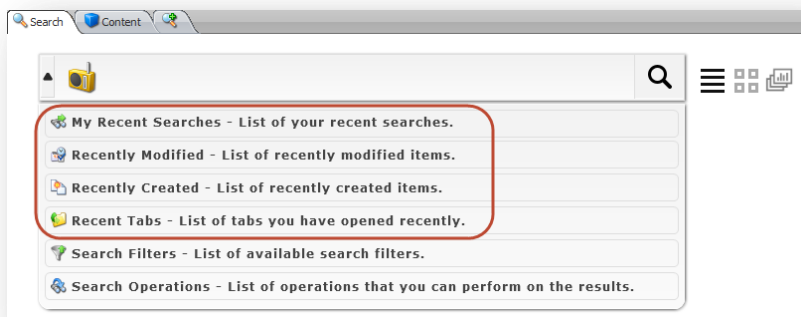 Search Content
My Recent Searches - List of your recent searches.
Recently Modified - List of recently modified items.
Recently Created - List of recently created items.
Recent Tabs - List of tabs you have opened recently.
Search Filters - List of available search filters.
Search Operations - List of operations that you can perform on the results.